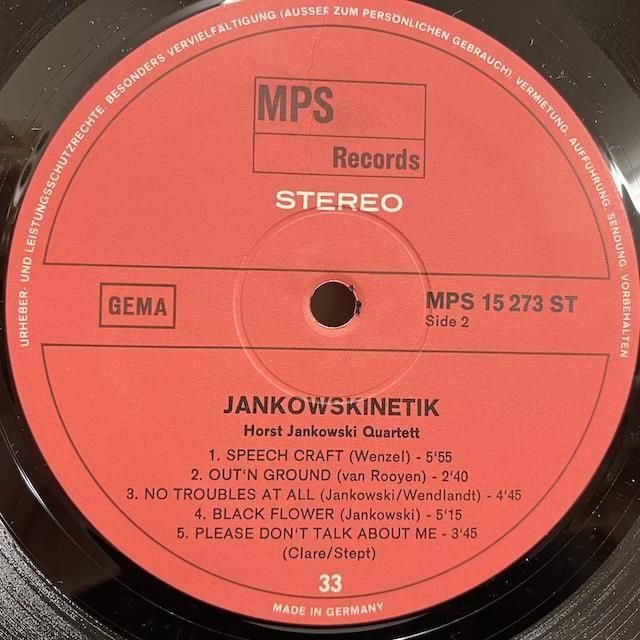 URHEBER- UND LEISTUNGSSCHUTZRECHTE, BESONDERS VERVIELFÄLTIGUNG (AUSSER ZUM PERSÖNLICHEN GEBRAUCH), VERMIETUNG, AUFFÜHRUNG, SENDUNG, VORBEHALTEN
MPS
Records
STEREO
GEMA
MPS 15 273 ST
Side 2
JANKOWSKINETIK
Horst Jankowski Quartett
1. SPEECH CRAFT (Wenzel) - 5'55
2. OUT'N GROUND (van Rooyen) - 2'40
3. NO TROUBLES AT ALL (Jankowski/Wendlandt) - 4'45
4. BLACK FLOWER (Jankowski) - 5'15
5. PLEASE DON'T TALK ABOUT ME - 3'45
(Clare/Stept)
33
MADE IN GERMANY